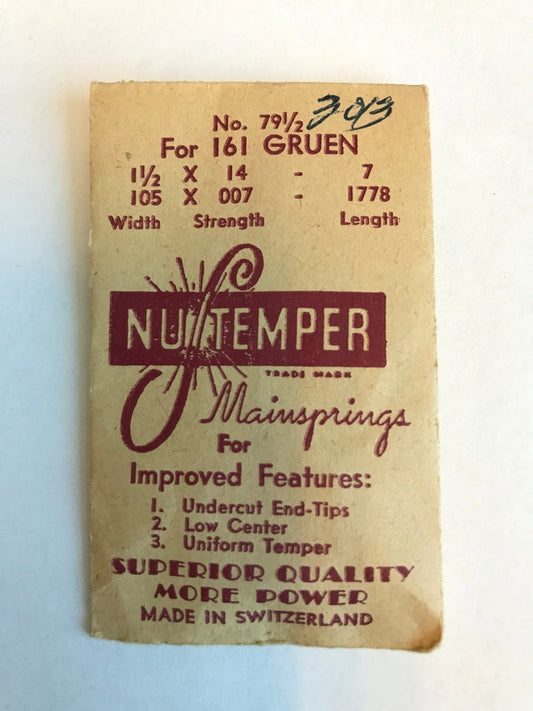 No. 79½ 313
For 161 GRUEN
1½ X 14 - 7
105 X 007 - 1778
Width Strength Length
NU-TEMPER
TRADE MARK
Mainsprings
For
Improved Features:
1. Undercut End-Tips
2. Low Center
3. Uniform Temper
SUPERIOR QUALITY
MORE POWER
MADE IN SWITZERLAND